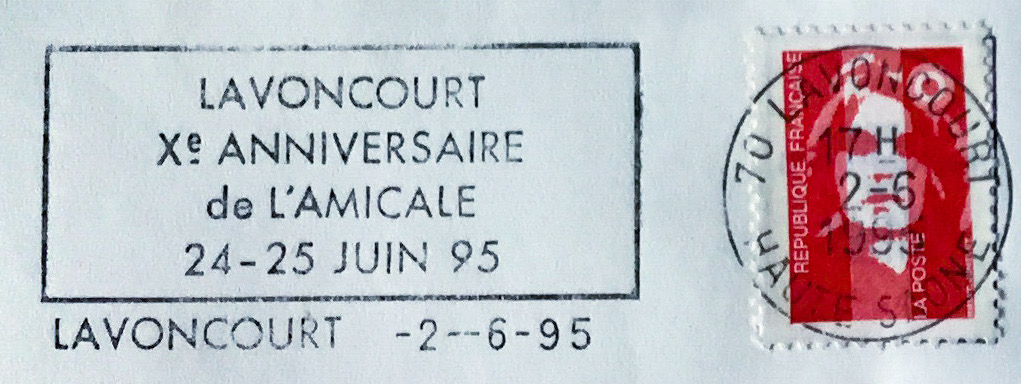 LAVONCOURT
Xe ANNIVERSAIRE
de L'AMICALE
24-25 JUIN 95
LAVONCOURT -2--6-95
70 LAVONCOURT
17 H
2-6
1995
HAUTE SAONE
REPUBLIQUE FRANÇAISE
LA POSTE